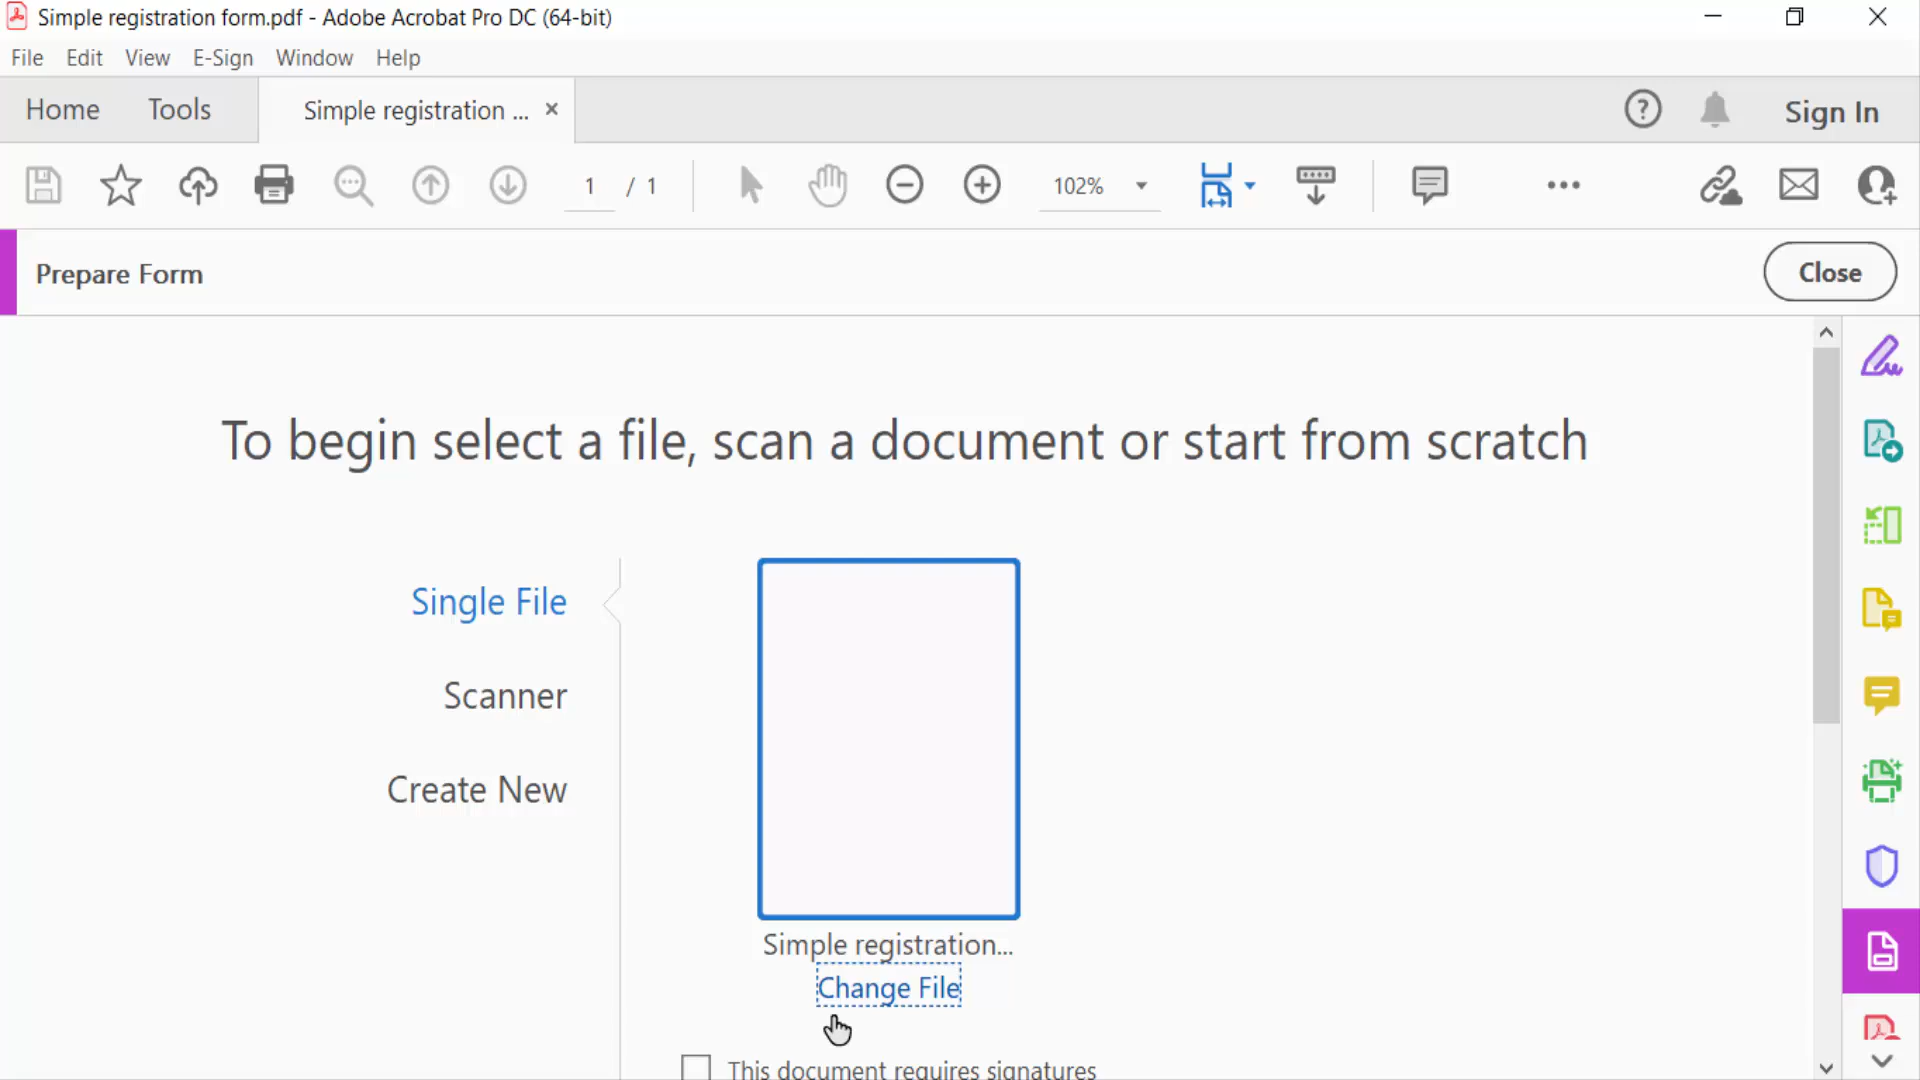 Simple registration form.pdf - Adobe Acrobat Pro DC (64-bit)
File Edit View E-Sign Window Help
Home Tools Simple registration ... Sign In
1 / 1 102%
Prepare Form Close
To begin select a file, scan a document or start from scratch
Single File
Scanner
Create New
Simple registration...
Change File
This document requires signatures